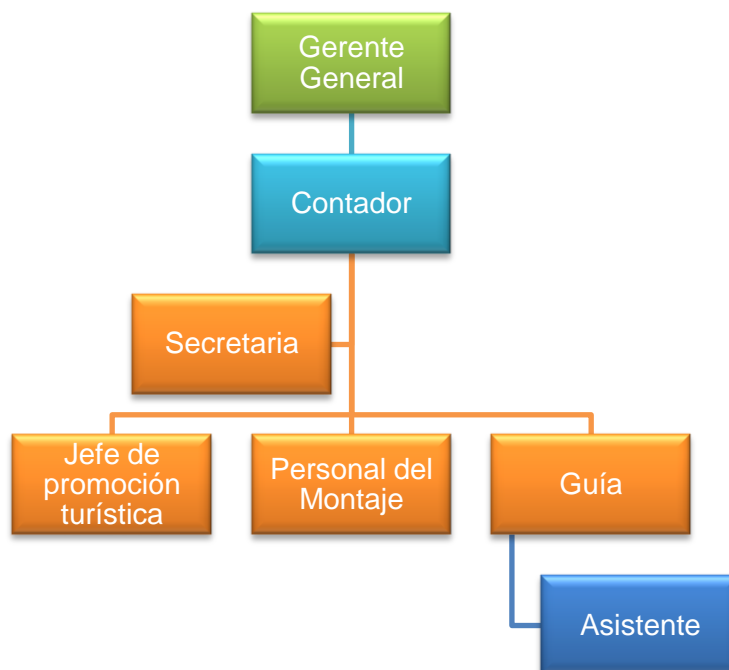 Gerente
General
Contador
Secretaria
Jefe de
promoción
turística
Personal del
Montaje
Guía
Asistente